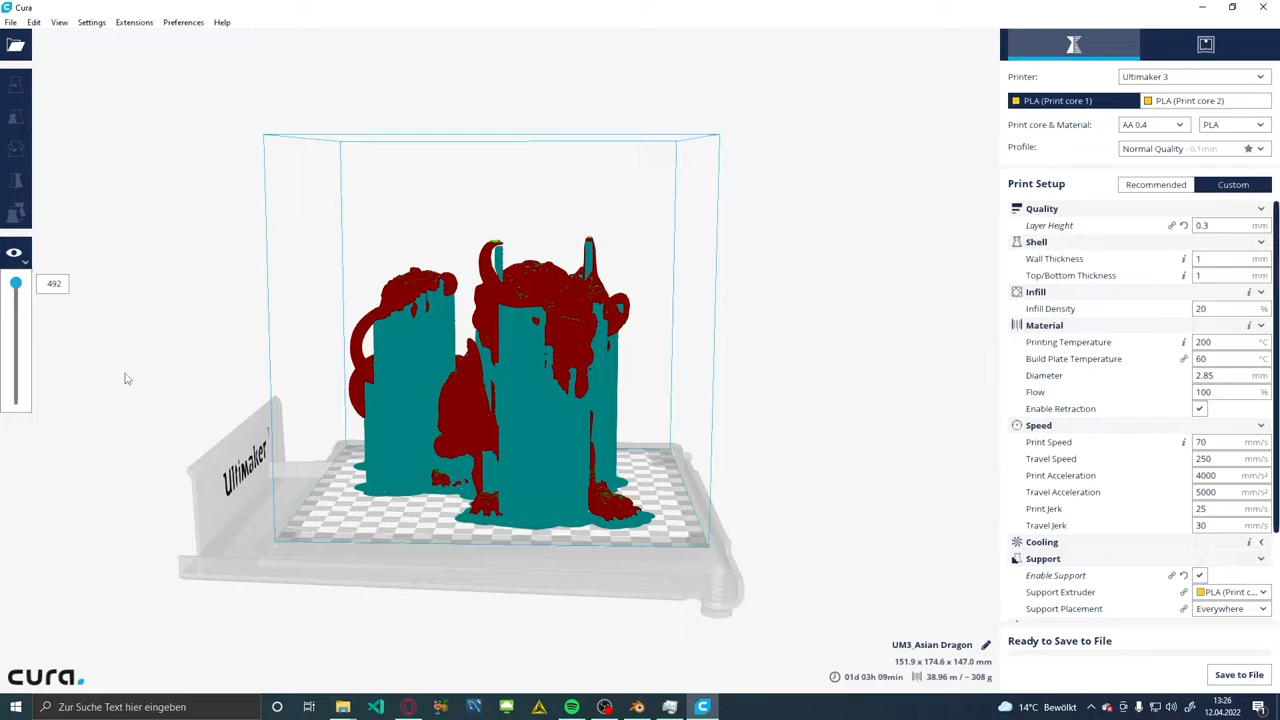 Cura
File Edit View Settings Extensions Preferences Help
Printer: Ultimaker 3
PLA (Print core 1) PLA (Print core 2)
Print core & Material: AA 0.4 PLA
Profile: Normal Quality - 0.1mm
Print Setup Recommended Custom
Quality
Layer Height i 0.3 mm
Shell
Wall Thickness i 1 mm
Top/Bottom Thickness i 1 mm
Infill i
Infill Density i 20 %
Material i
Printing Temperature i 200 °C
Build Plate Temperature 60 °C
Diameter 2.85 mm
Flow 100 %
Enable Retraction
Speed
Print Speed i 70 mm/s
Travel Speed 250 mm/s
Print Acceleration 4000 mm/s²
Travel Acceleration 5000 mm/s²
Print Jerk 25 mm/s
Travel Jerk 30 mm/s
Cooling i
Support
Enable Support
Support Extruder PLA (Print c...
Support Placement Everywhere
492
Ultimaker
UM3_Asian Dragon
151.9 x 174.6 x 147.0 mm
01d 03h 09min 38.96 m / ~ 308 g
Ready to Save to File
Save to File
cura.
Zur Suche Text hier eingeben
14°C Bewölkt
13:26
12.04.2022